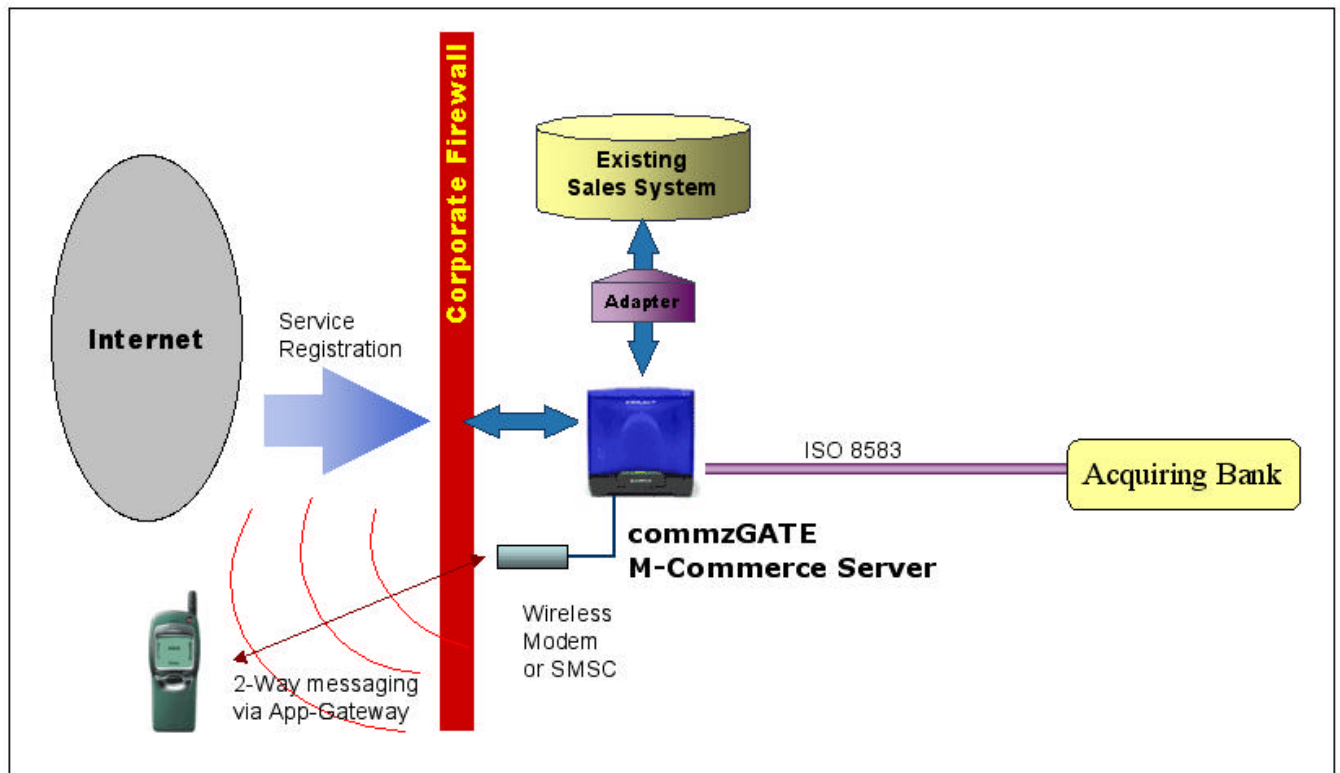 Corporate Firewall
Existing
Sales System
Adapter
Internet
Service
Registration
ISO 8583
Acquiring Bank
commzGATE
M-Commerce Server
Wireless
Modem
or SMSC
2-Way messaging
via App-Gateway